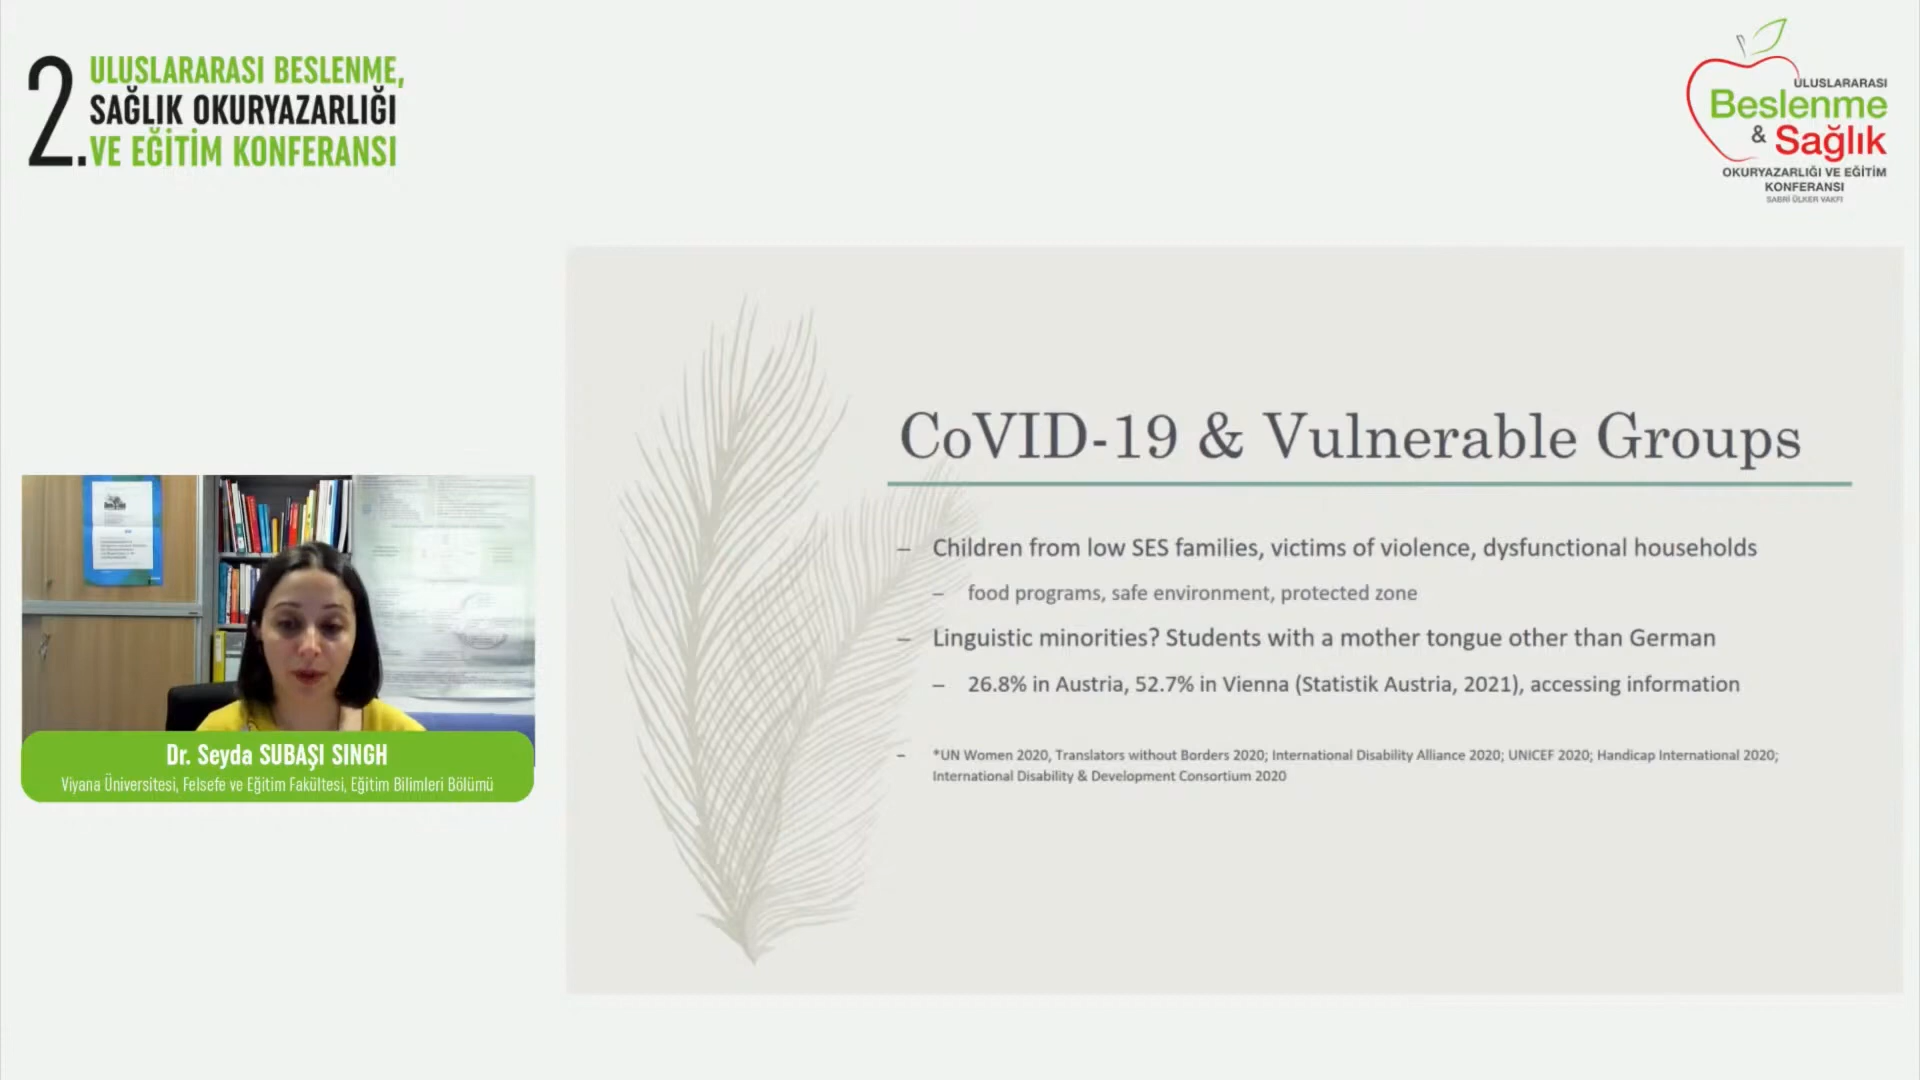 2. ULUSLARARASI BESLENME,
SAĞLIK OKURYAZARLIĞI
VE EĞİTİM KONFERANSI
ULUSLARARASI
Beslenme
& Sağlık
OKURYAZARLIĞI VE EĞİTİM
KONFERANSI
SABRİ ÜLKER VAKFI
CoVID-19 & Vulnerable Groups
– Children from low SES families, victims of violence, dysfunctional households
– food programs, safe environment, protected zone
– Linguistic minorities? Students with a mother tongue other than German
– 26.8% in Austria, 52.7% in Vienna (Statistik Austria, 2021), accessing information
– *UN Women 2020, Translators without Borders 2020; International Disability Alliance 2020; UNICEF 2020; Handicap International 2020;
International Disability & Development Consortium 2020
Dr. Seyda SUBAŞI SINGH
Viyana Üniversitesi, Felsefe ve Eğitim Fakültesi, Eğitim Bilimleri Bölümü